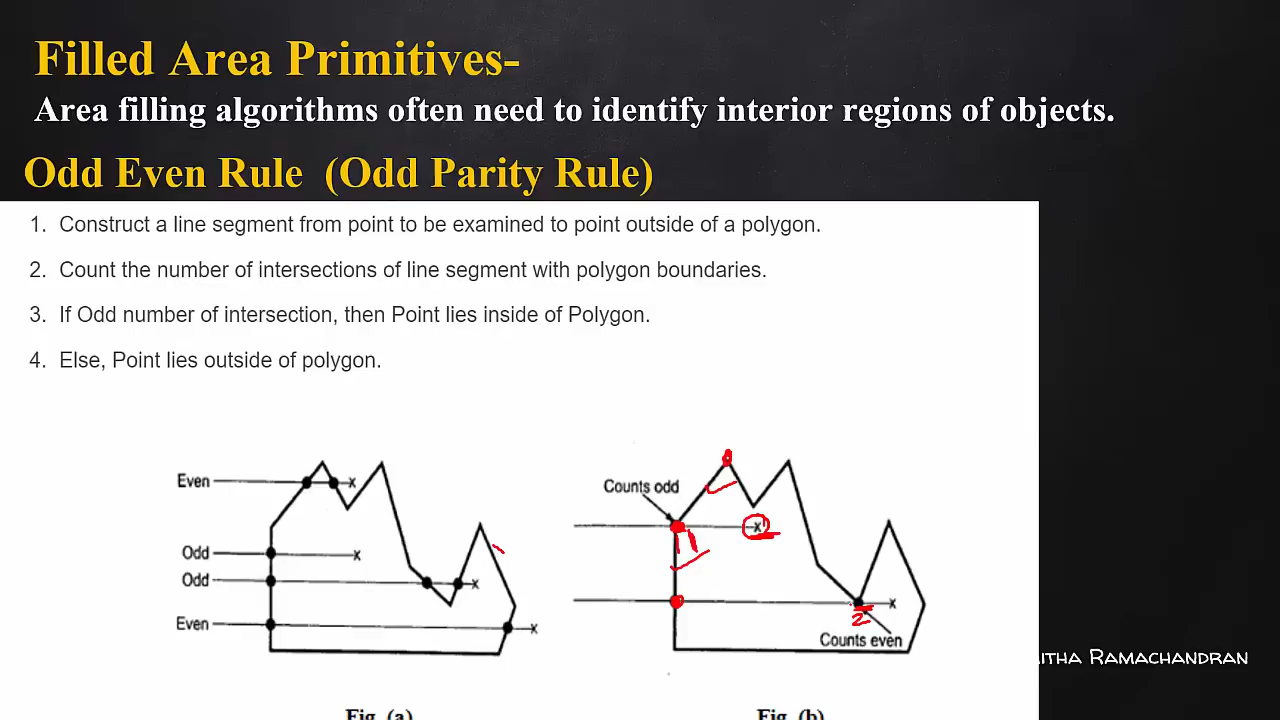 Filled Area Primitives-
Area filling algorithms often need to identify interior regions of objects.
Odd Even Rule (Odd Parity Rule)
1. Construct a line segment from point to be examined to point outside of a polygon.
2. Count the number of intersections of line segment with polygon boundaries.
3. If Odd number of intersection, then Point lies inside of Polygon.
4. Else, Point lies outside of polygon.
Even
Odd
Odd
Even
Counts odd
2
2
Counts even
RAMACHANDRAN
Fig. (a)
Fig. (b)